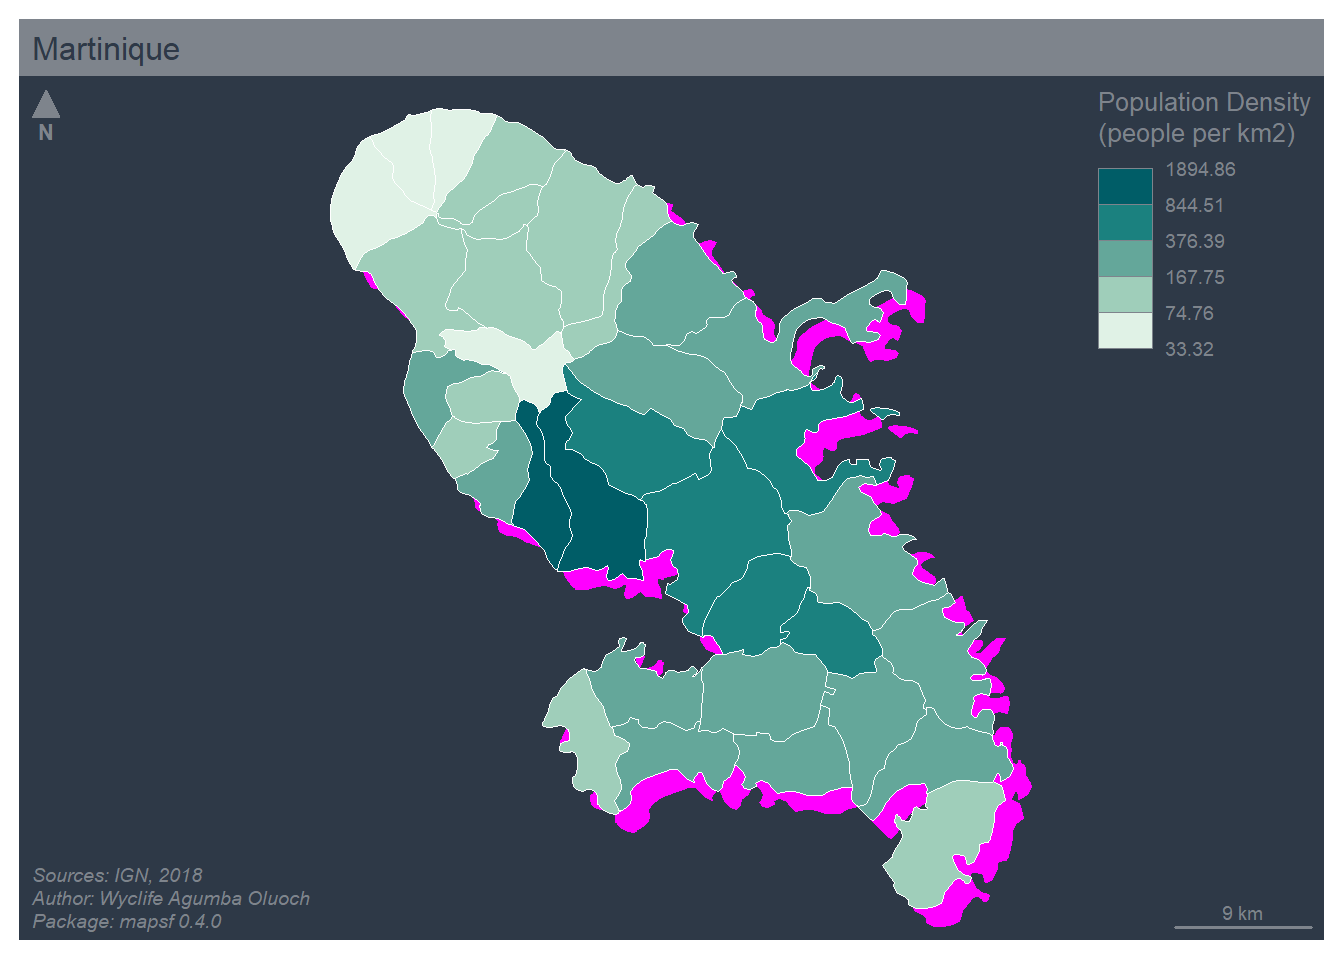 Martinique
N
Population Density
(people per km2)
1894.86
844.51
376.39
167.75
74.76
33.32
Sources: IGN, 2018
Author: Wyclife Agumba Oluoch
Package: mapsf 0.4.0
9 km